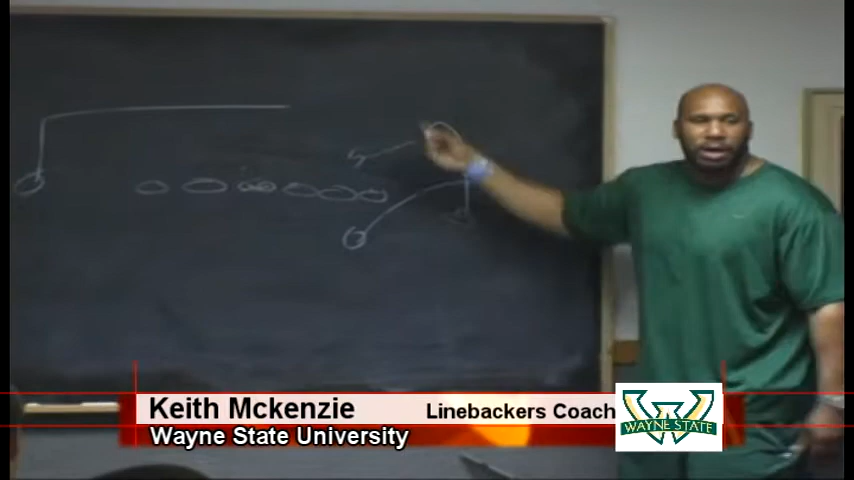 Keith Mckenzie
Linebackers Coach
Wayne State University
WAYNE STATE